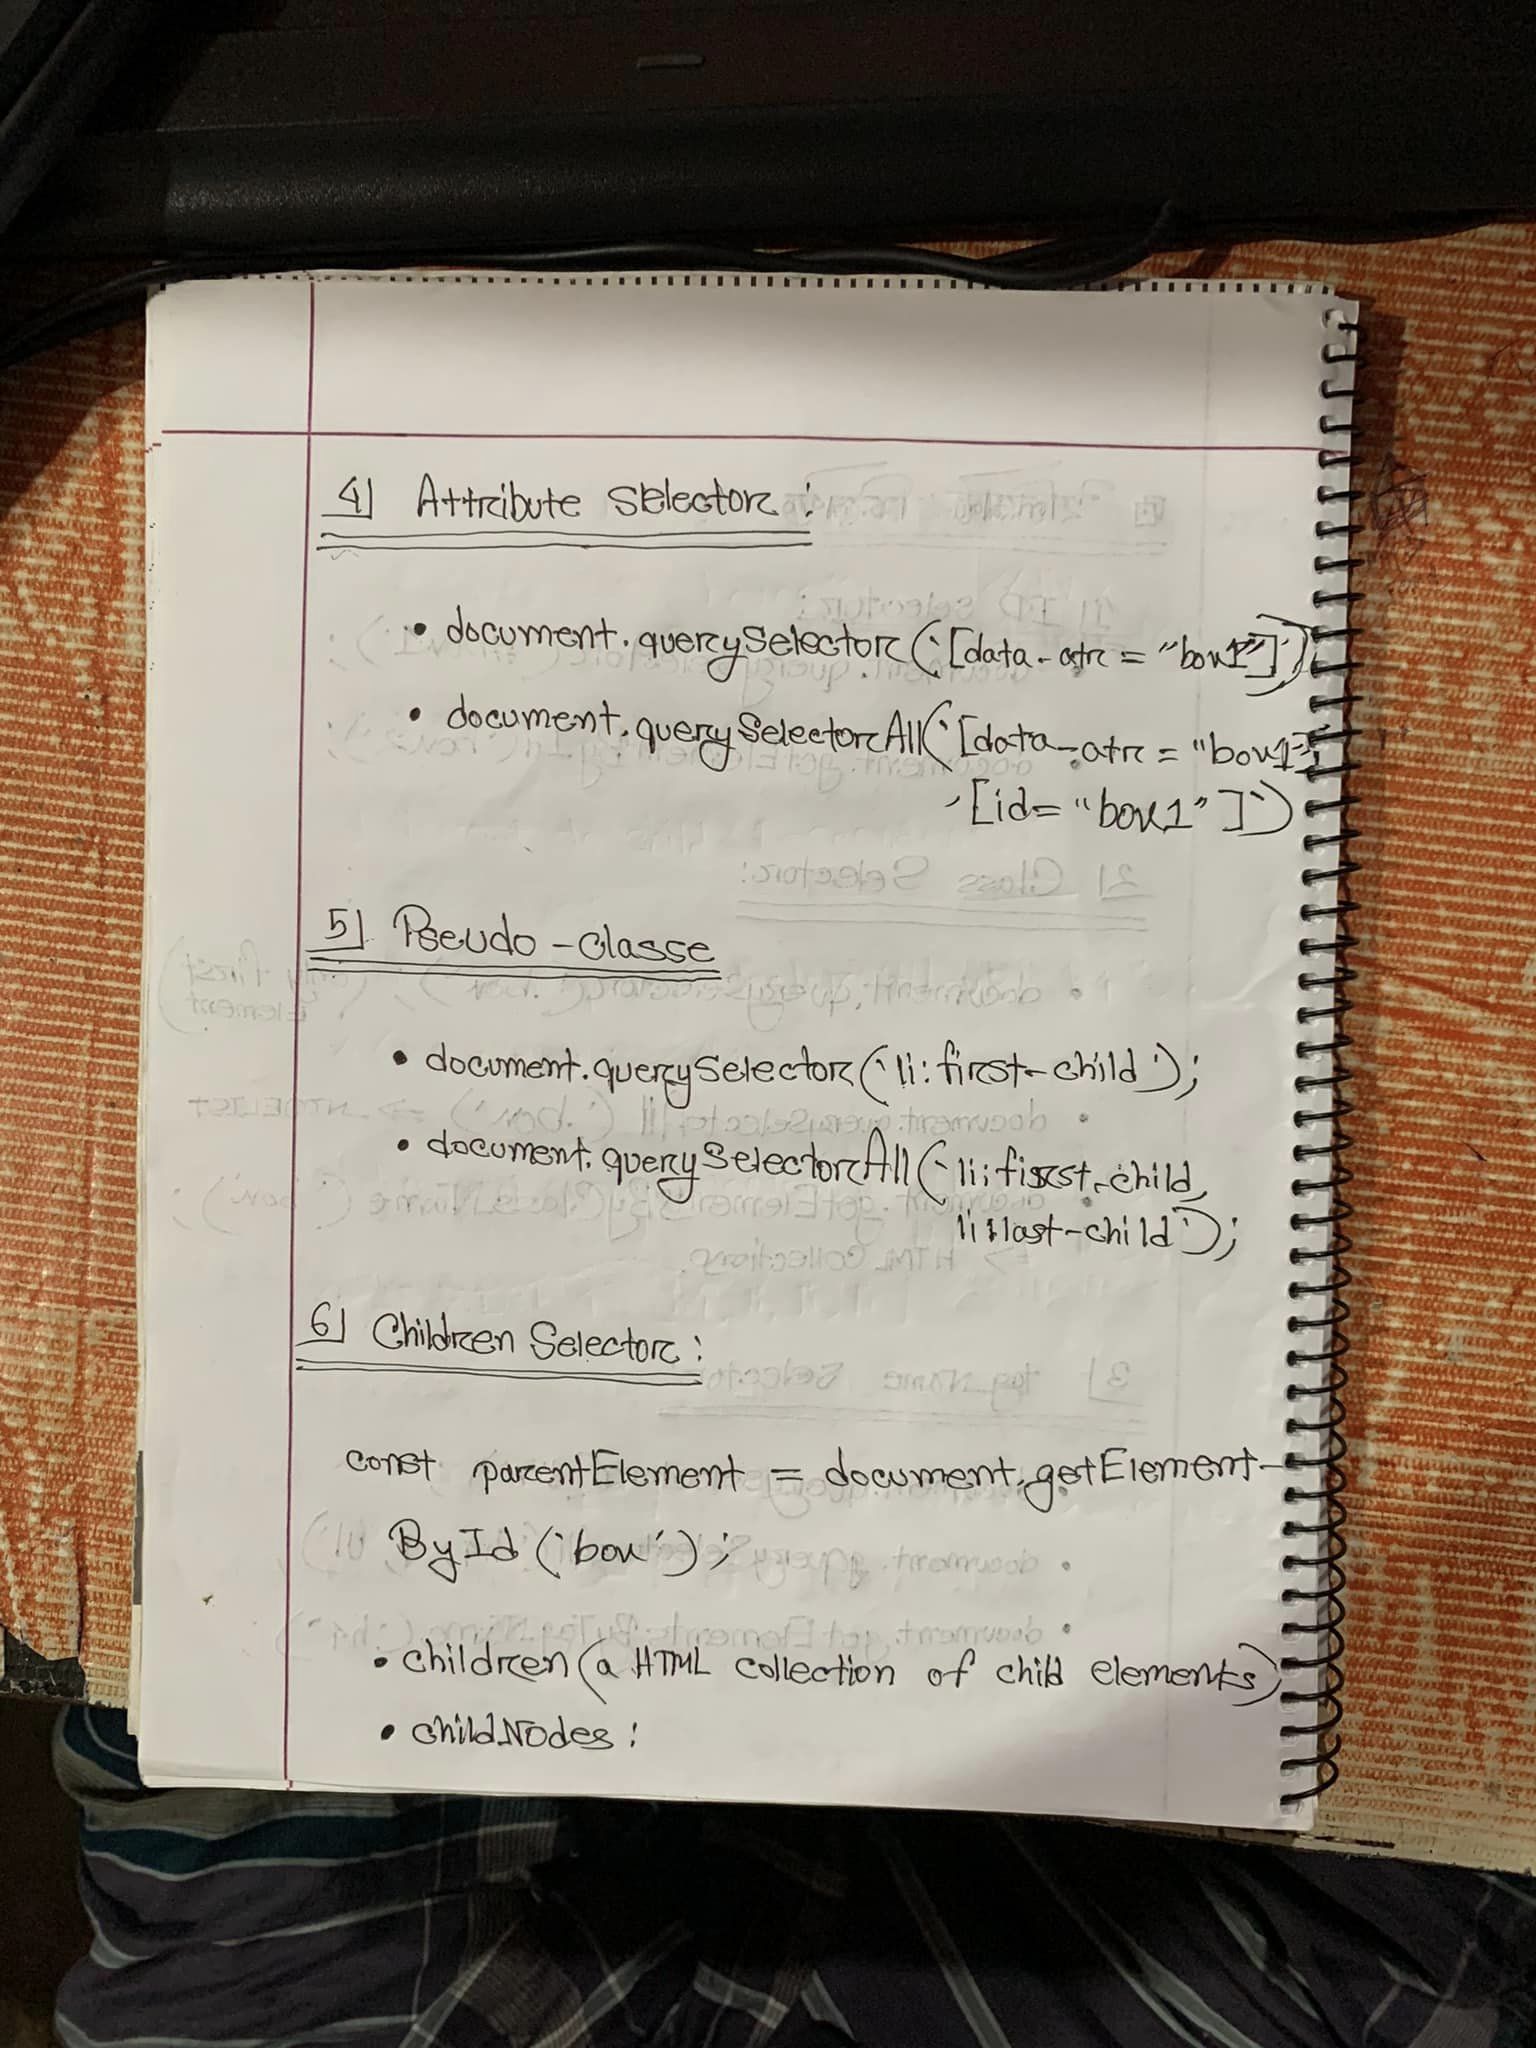 4] Attribute Selector :
• document.querySelector('[data-atr = "box1"]');
• document.querySelectorAll('[data-atr = "box1"],
[id= "box1"]')
5] Pseudo-classe
• document.querySelector('li:first-child');
• document.querySelectorAll('li:first-child,
li:last-child');
6] Children Selector :
const parentElement = document.getElement-
ById('box');
• children (a HTML collection of child elements)
• childNodes :